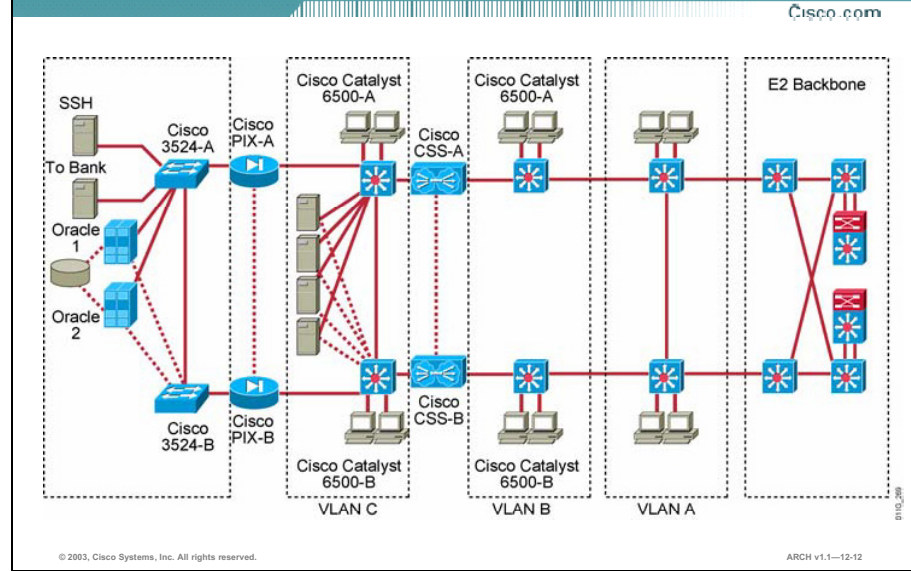 Cisco.com
SSH
To Bank
Oracle
1
Oracle
2
Cisco
3524-A
Cisco
3524-B
Cisco
PIX-A
Cisco
PIX-B
Cisco Catalyst
6500-A
Cisco Catalyst
6500-B
VLAN C
Cisco
CSS-A
Cisco
CSS-B
Cisco Catalyst
6500-A
Cisco Catalyst
6500-B
VLAN B
VLAN A
E2 Backbone
011G_269
© 2003, Cisco Systems, Inc. All rights reserved.
ARCH v1.1—12-12